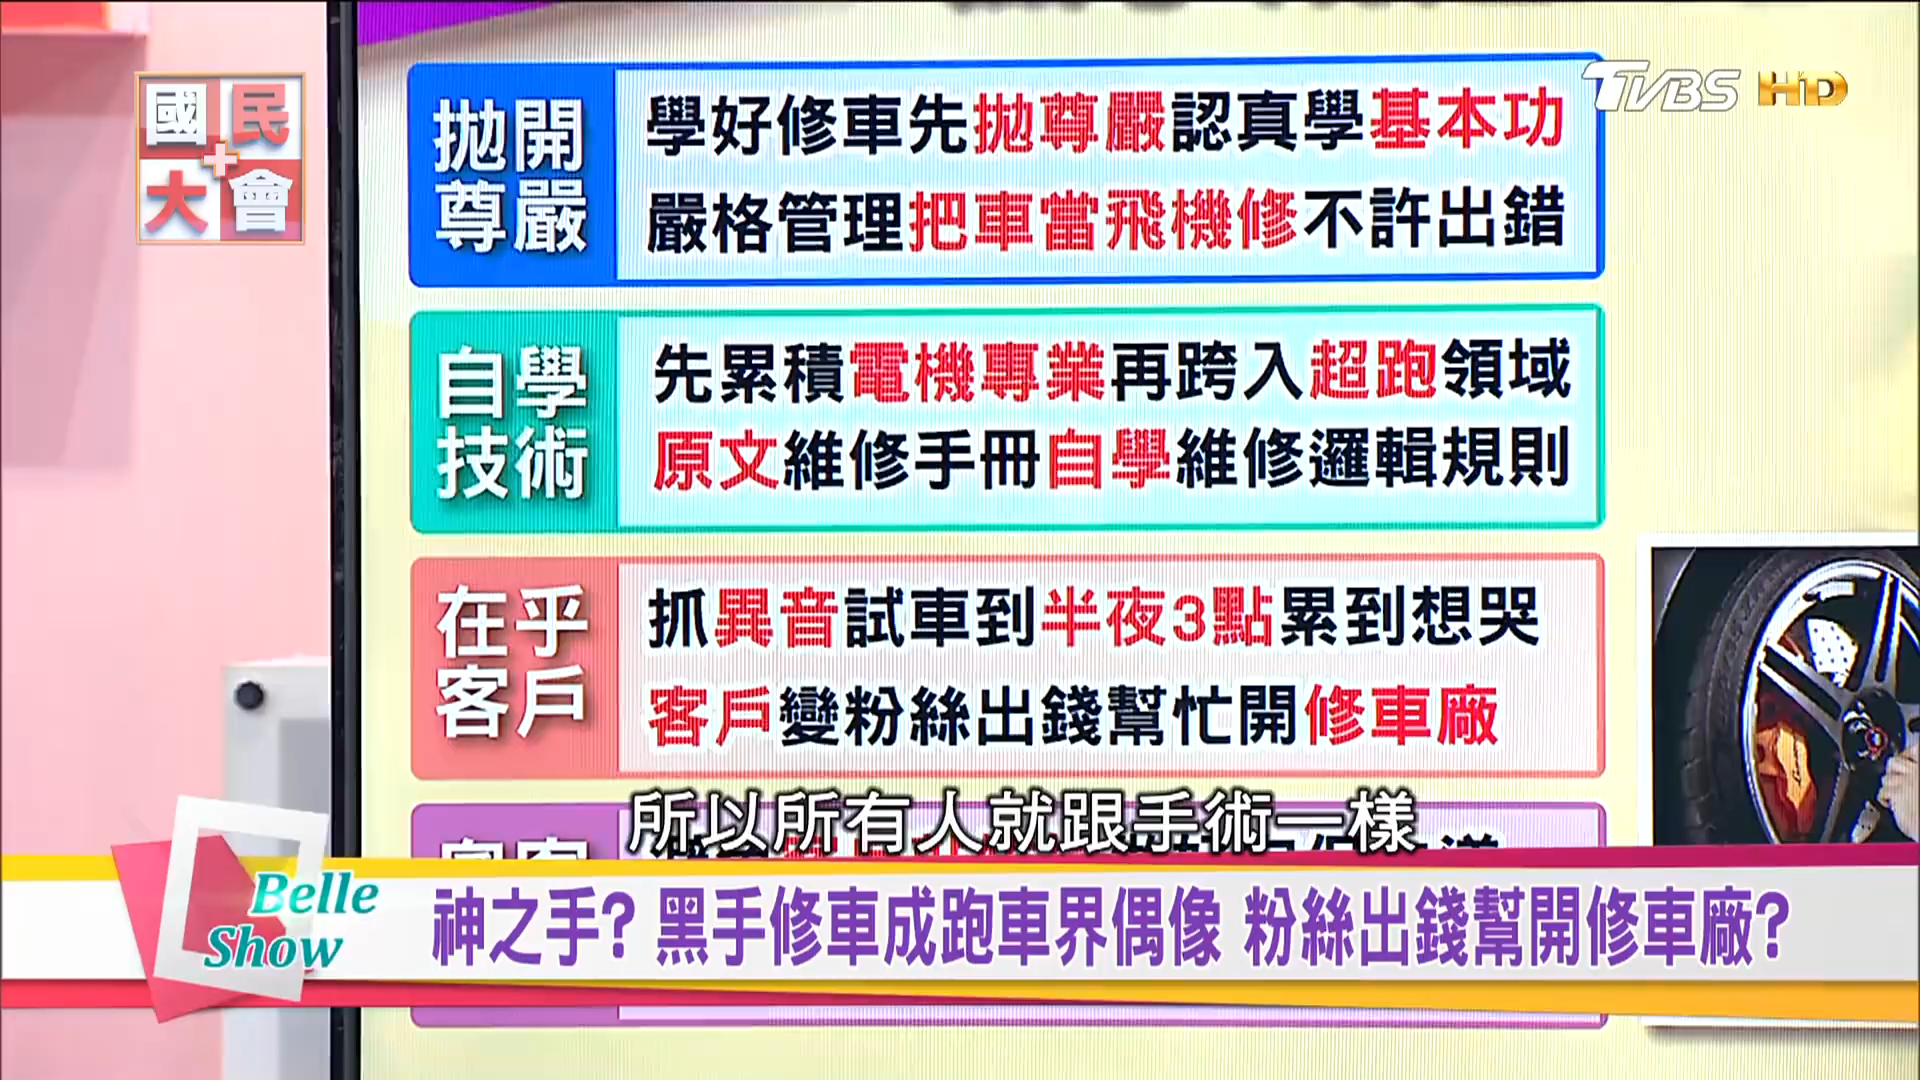 國民
大會
TVBS HD
拋開
尊嚴
學好修車先拋尊嚴認真學基本功
嚴格管理把車當飛機修不許出錯
自學
技術
先累積電機專業再跨入超跑領域
原文維修手冊自學維修邏輯規則
在乎
客戶
抓異音試車到半夜3點累到想哭
客戶變粉絲出錢幫忙開修車廠
所以所有人就跟手術一樣
Belle
Show
神之手? 黑手修車成跑車界偶像 粉絲出錢幫開修車廠?